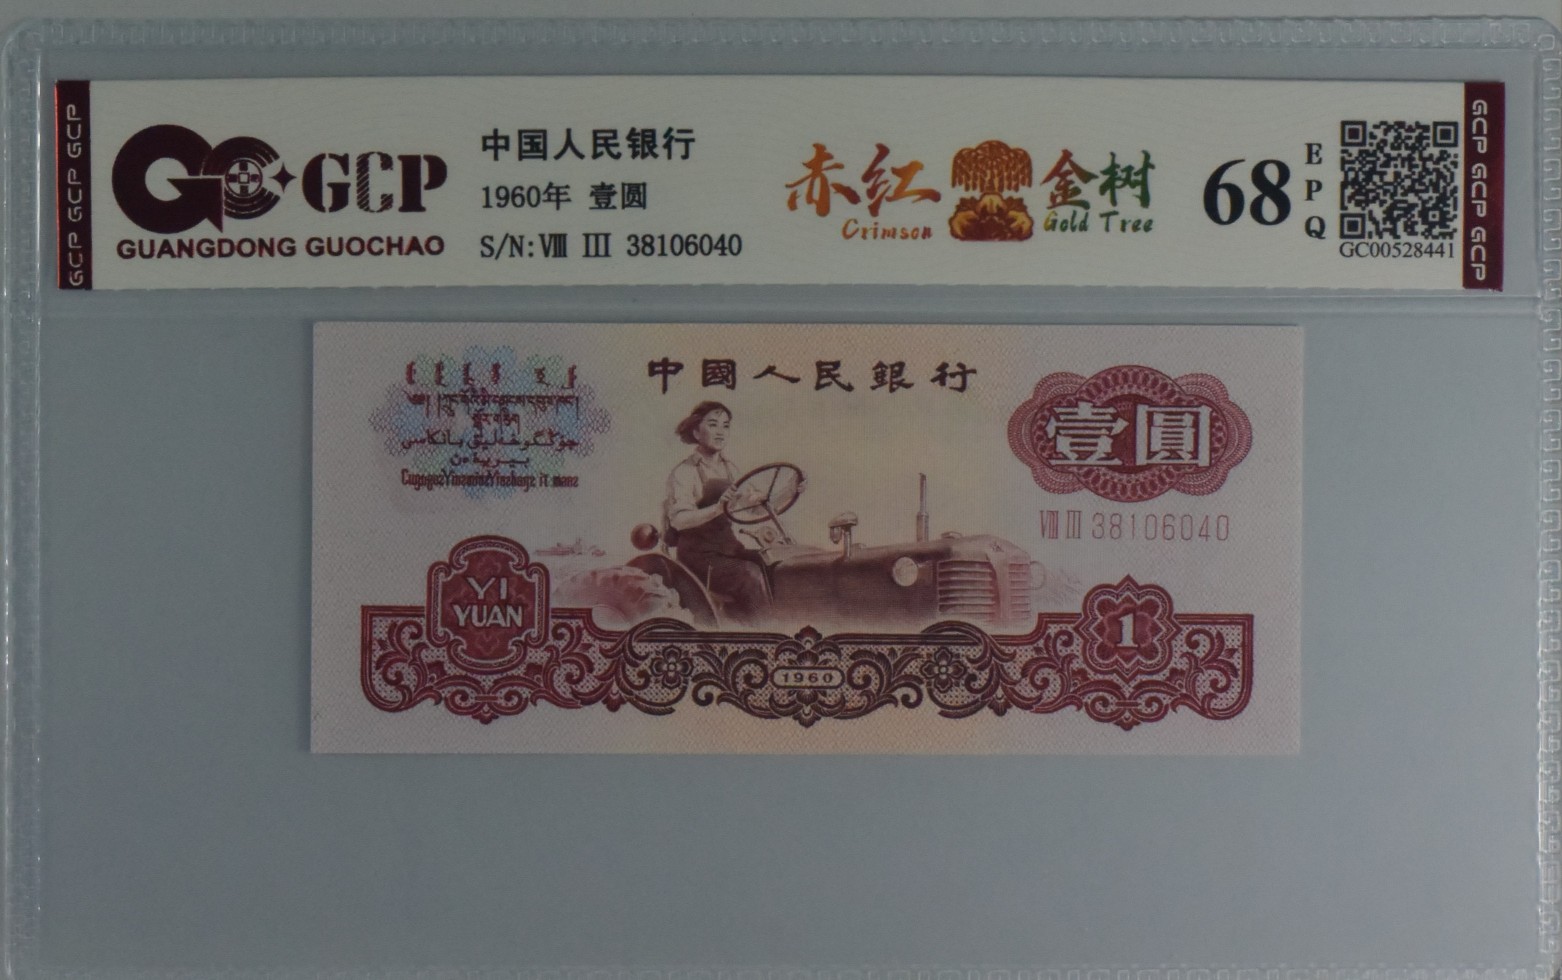 GCP GCP GCP
GCP
GUANGDONG GUOCHAO
中国人民银行
1960年 壹圆
S/N: Ⅷ Ⅲ 38106040
赤红 金树
Crimson Gold Tree
68
EPQ
GC00528441
GCP GCP GCP
中國人民銀行
壹圓
Ⅷ Ⅲ 38106040
YI
YUAN
1960
1